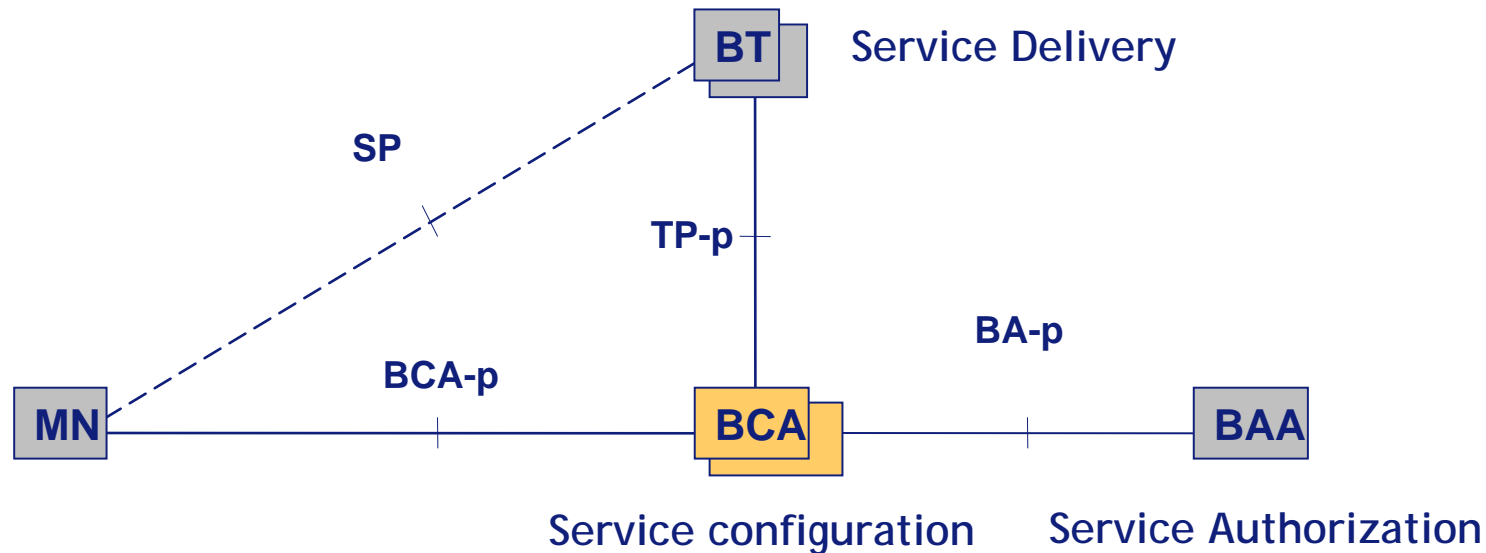 BT
Service Delivery
SP
TP-p
BA-p
BCA-p
MN
BCA
BAA
Service configuration
Service Authorization